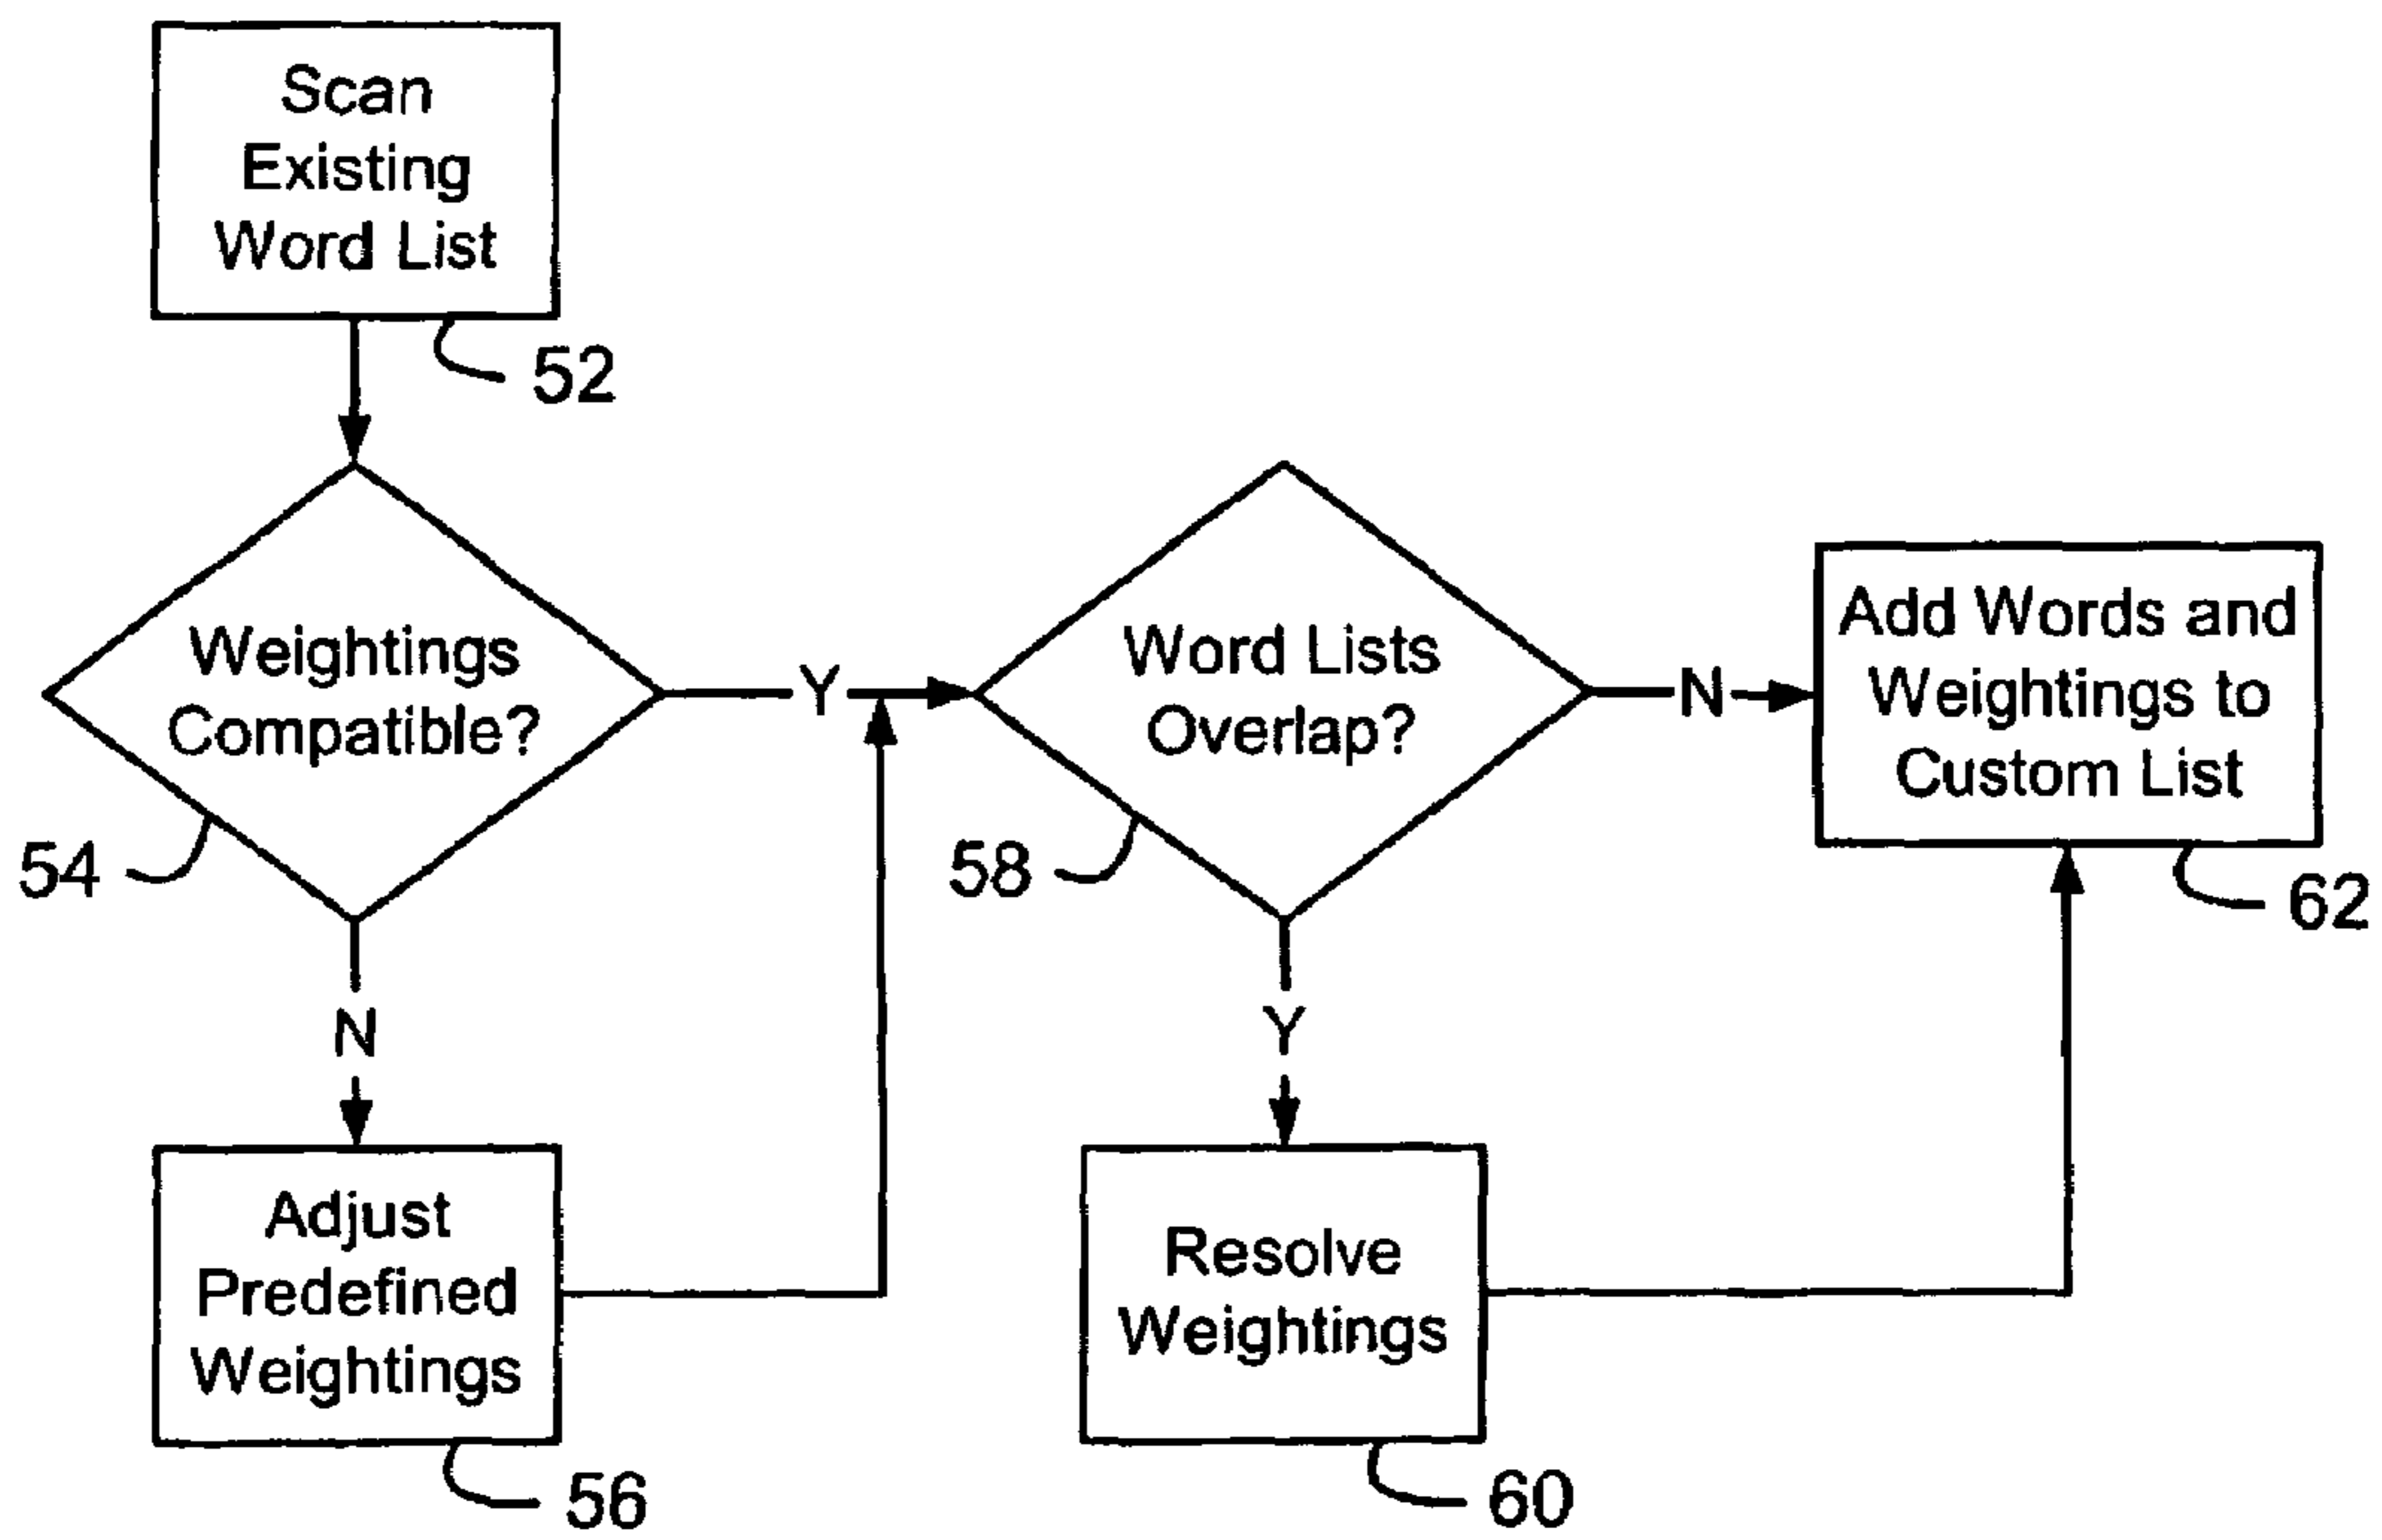 Scan
Existing
Word List
52
Weightings
Compatible?
54
Y
N
Adjust
Predefined
Weightings
56
Word Lists
Overlap?
58
N
Y
Resolve
Weightings
60
Add Words and
Weightings to
Custom List
62